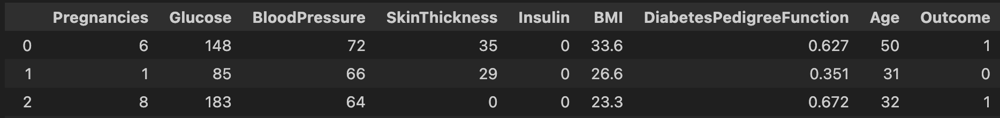 Pregnancies Glucose BloodPressure SkinThickness Insulin BMI DiabetesPedigreeFunction Age Outcome
0 6 148 72 35 0 33.6 0.627 50 1
1 1 85 66 29 0 26.6 0.351 31 0
2 8 183 64 0 0 23.3 0.672 32 1